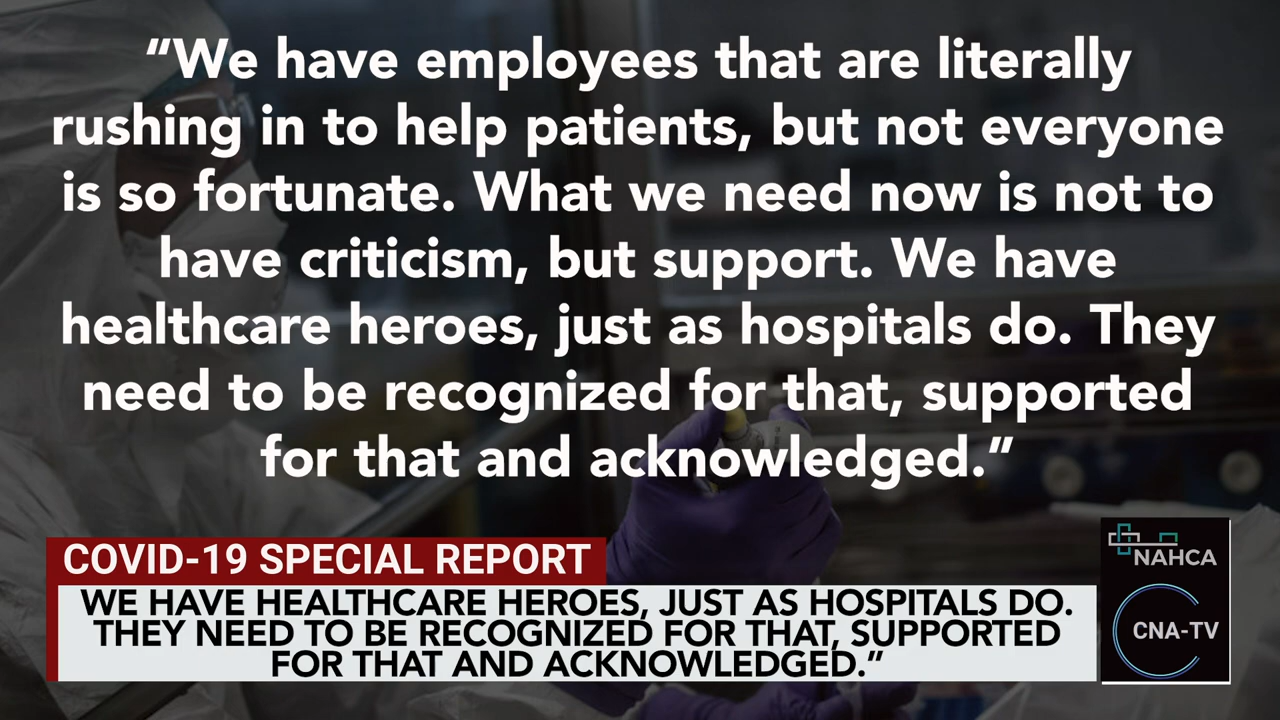 “We have employees that are literally
rushing in to help patients, but not everyone
is so fortunate. What we need now is not to
have criticism, but support. We have
healthcare heroes, just as hospitals do. They
need to be recognized for that, supported
for that and acknowledged.”
COVID-19 SPECIAL REPORT
WE HAVE HEALTHCARE HEROES, JUST AS HOSPITALS DO.
THEY NEED TO BE RECOGNIZED FOR THAT, SUPPORTED
FOR THAT AND ACKNOWLEDGED.”
NAHCA
CNA-TV